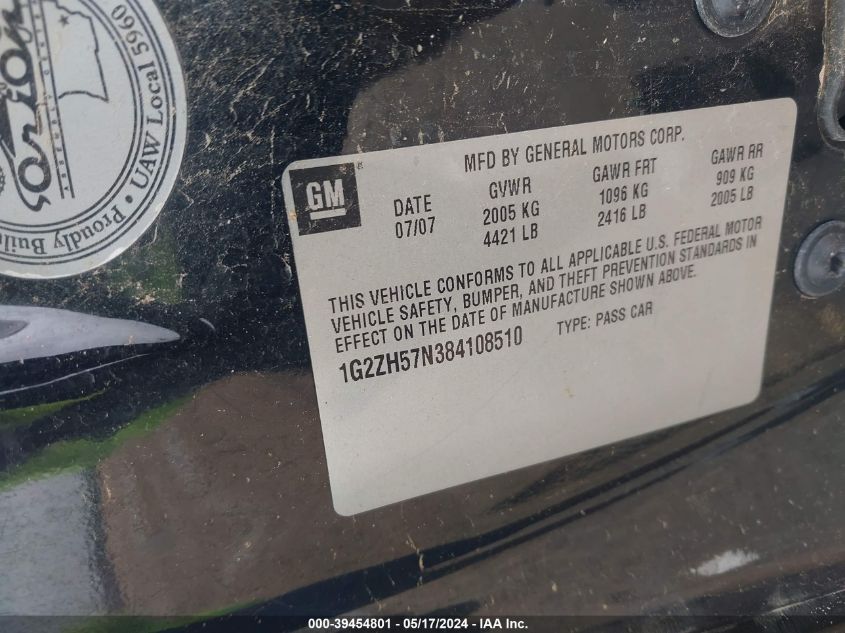 Proudly Built
UAW Local 5960
GM
MFD BY GENERAL MOTORS CORP.
DATE GVWR GAWR FRT GAWR RR
07/07 2005 KG 1096 KG 909 KG
4421 LB 2416 LB 2005 LB
THIS VEHICLE CONFORMS TO ALL APPLICABLE U.S. FEDERAL MOTOR
VEHICLE SAFETY, BUMPER, AND THEFT PREVENTION STANDARDS IN
EFFECT ON THE DATE OF MANUFACTURE SHOWN ABOVE.
1G2ZH57N384108510 TYPE: PASS CAR
000-39454801 - 05/17/2024 - IAA Inc.